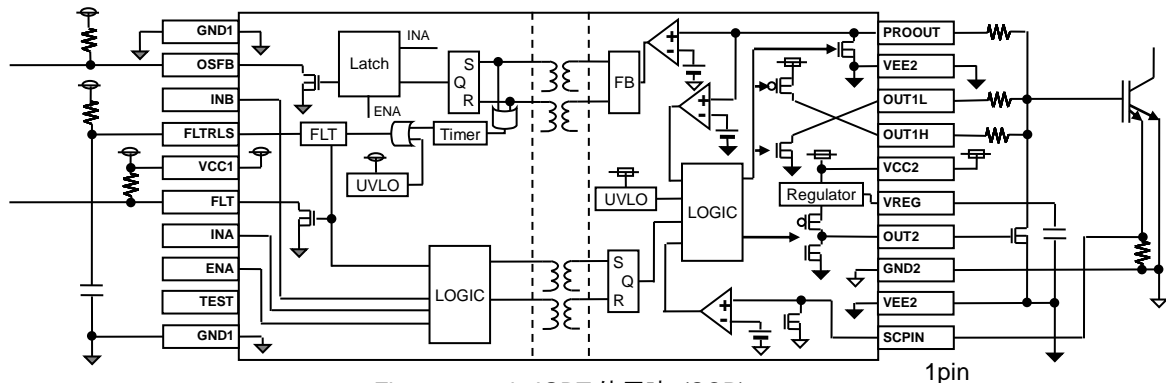 GND1
OSFB
INB
FLTRLS
VCC1
FLT
INA
ENA
TEST
GND1
Latch
INA
ENA
S
Q
R
FLT
Timer
UVLO
LOGIC
FB
+
-
+
-
UVLO
LOGIC
Regulator
S
Q
R
+
-
PROOUT
VEE2
OUT1L
OUT1H
VCC2
VREG
OUT2
GND2
VEE2
SCPIN
1pin